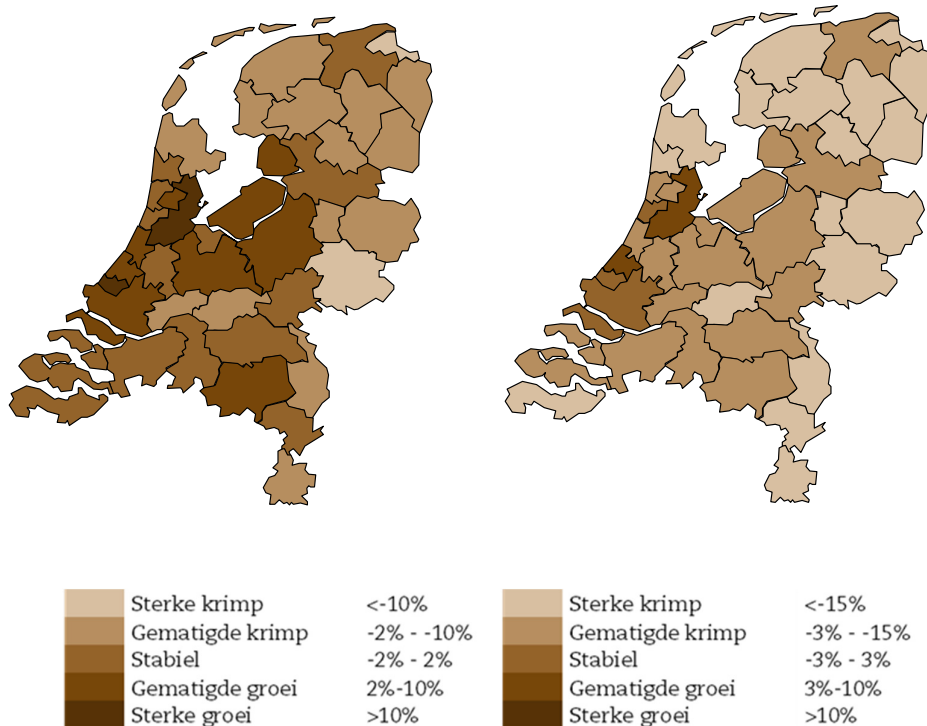 Sterke krimp <-10%
Gematigde krimp -2% - -10%
Stabiel -2% - 2%
Gematigde groei 2%-10%
Sterke groei >10%
Sterke krimp <-15%
Gematigde krimp -3% - -15%
Stabiel -3% - 3%
Gematigde groei 3%-10%
Sterke groei >10%